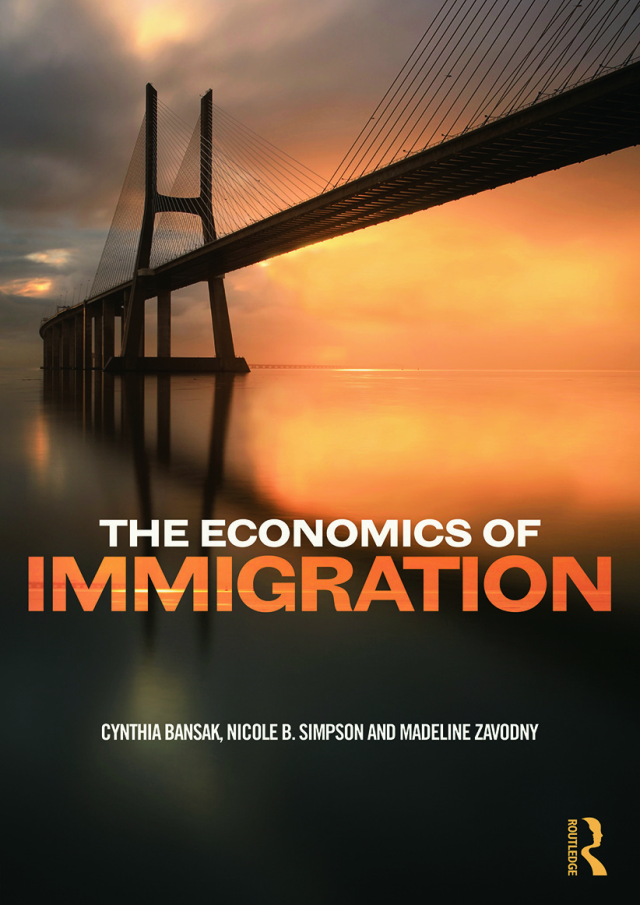 THE ECONOMICS OF
IMMIGRATION
CYNTHIA BANSAK, NICOLE B. SIMPSON AND MADELINE ZAVODNY
ROUTLEDGE